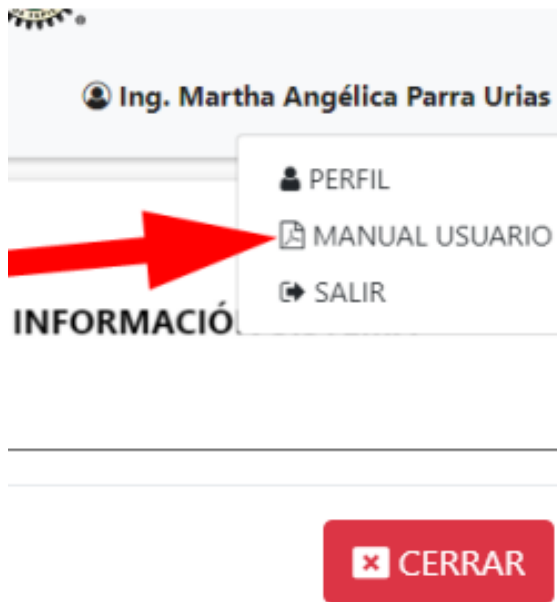 Ing. Martha Angélica Parra Urias
PERFIL
MANUAL USUARIO
SALIR
INFORMACIÓ
CERRAR